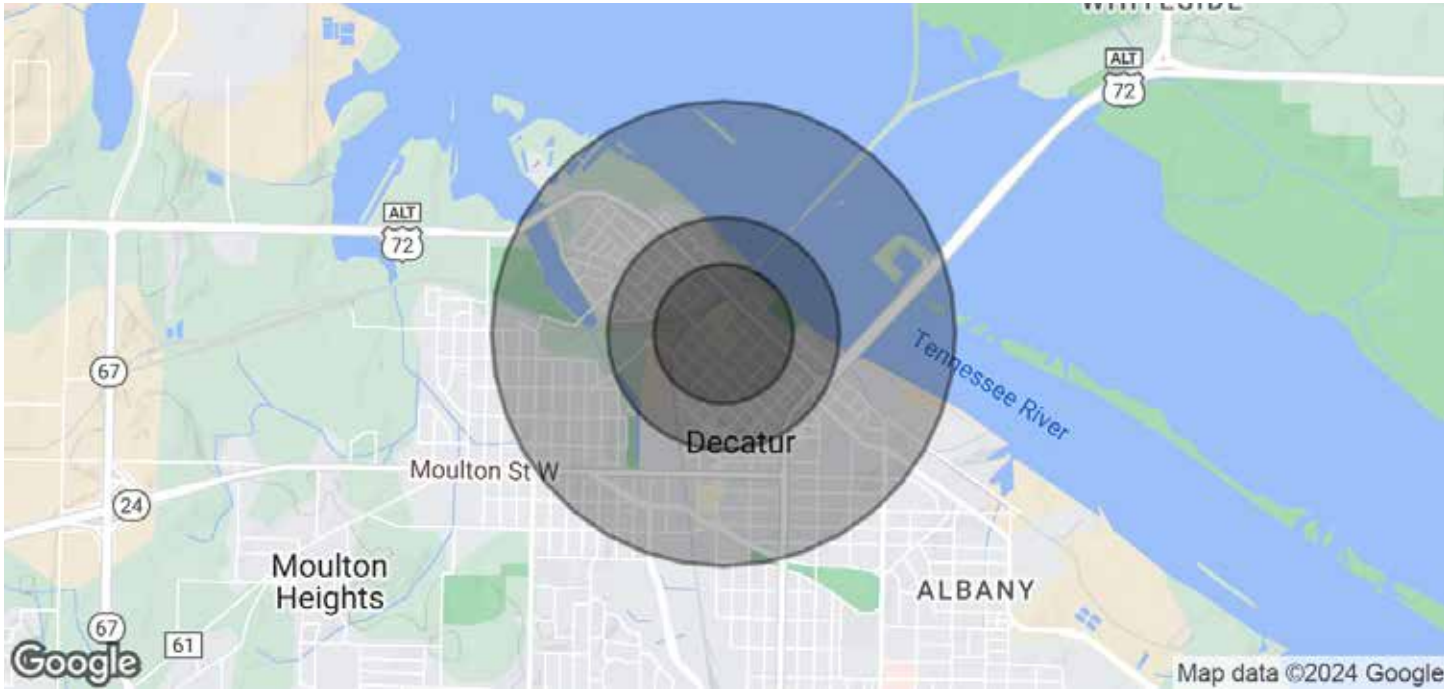 WHITESIDE
ALT
72
ALT
72
67
Tennessee River
Decatur
Moulton St W
24
Moulton
Heights
ALBANY
67
61
Google
Map data ©2024 Google